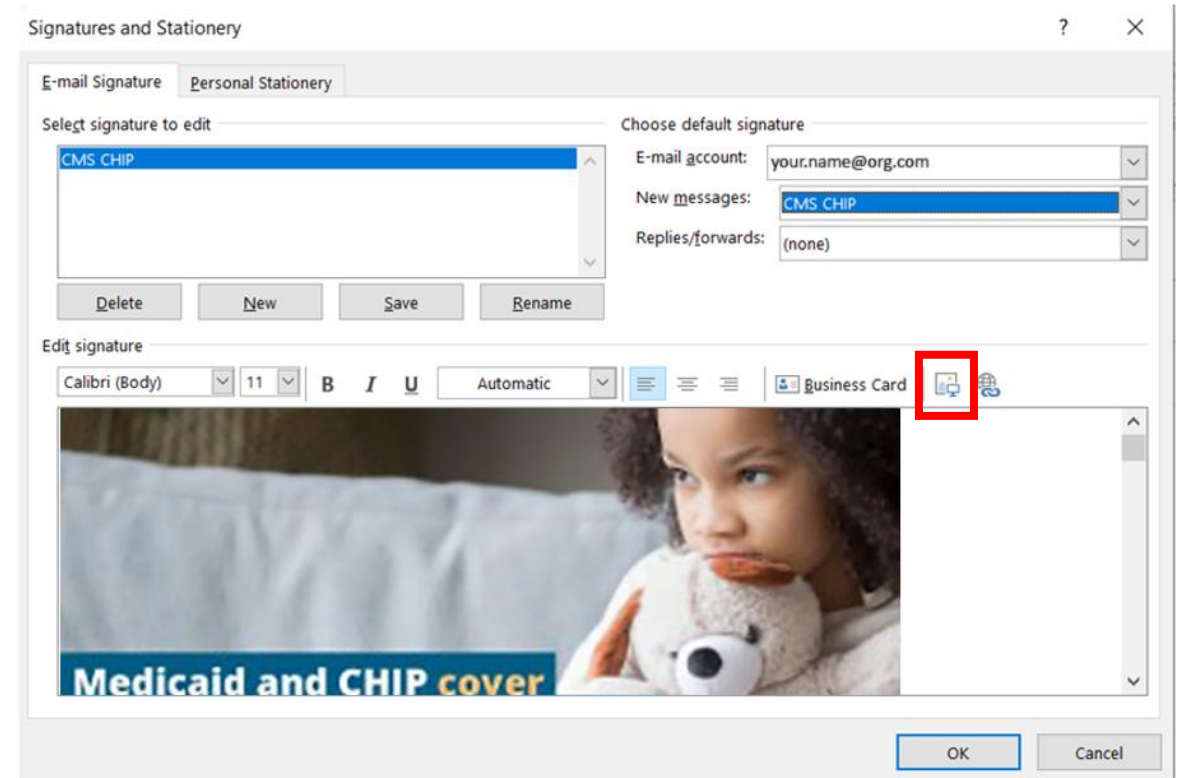 Signatures and Stationery ?
E-mail Signature Personal Stationery
Select signature to edit
CMS CHIP
Delete New Save Rename
Choose default signature
E-mail account: your.name@org.com
New messages: CMS CHIP
Replies/forwards: (none)
Edit signature
Calibri (Body) 11 B I U Automatic Business Card
Medicaid and CHIP cover
OK Cancel